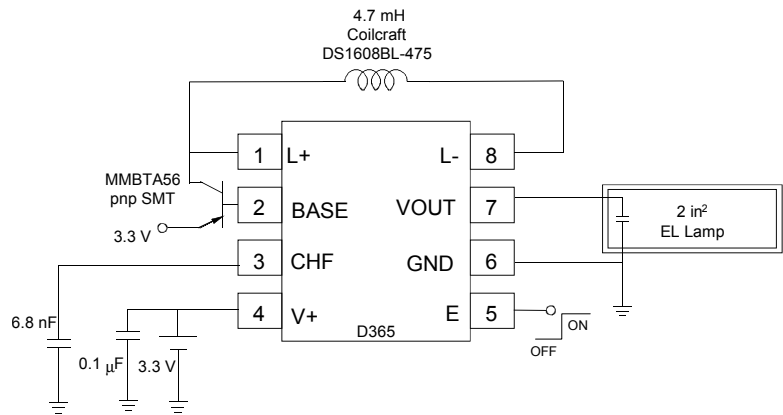 4.7 mH
Coilcraft
DS1608BL-475
1
L+
L-
8
MMBTA56
pnp SMT
2
BASE
VOUT
7
2 in²
EL Lamp
3.3 V
3
CHF
GND
6
6.8 nF
4
V+
E
5
ON
OFF
D365
0.1 µF
3.3 V